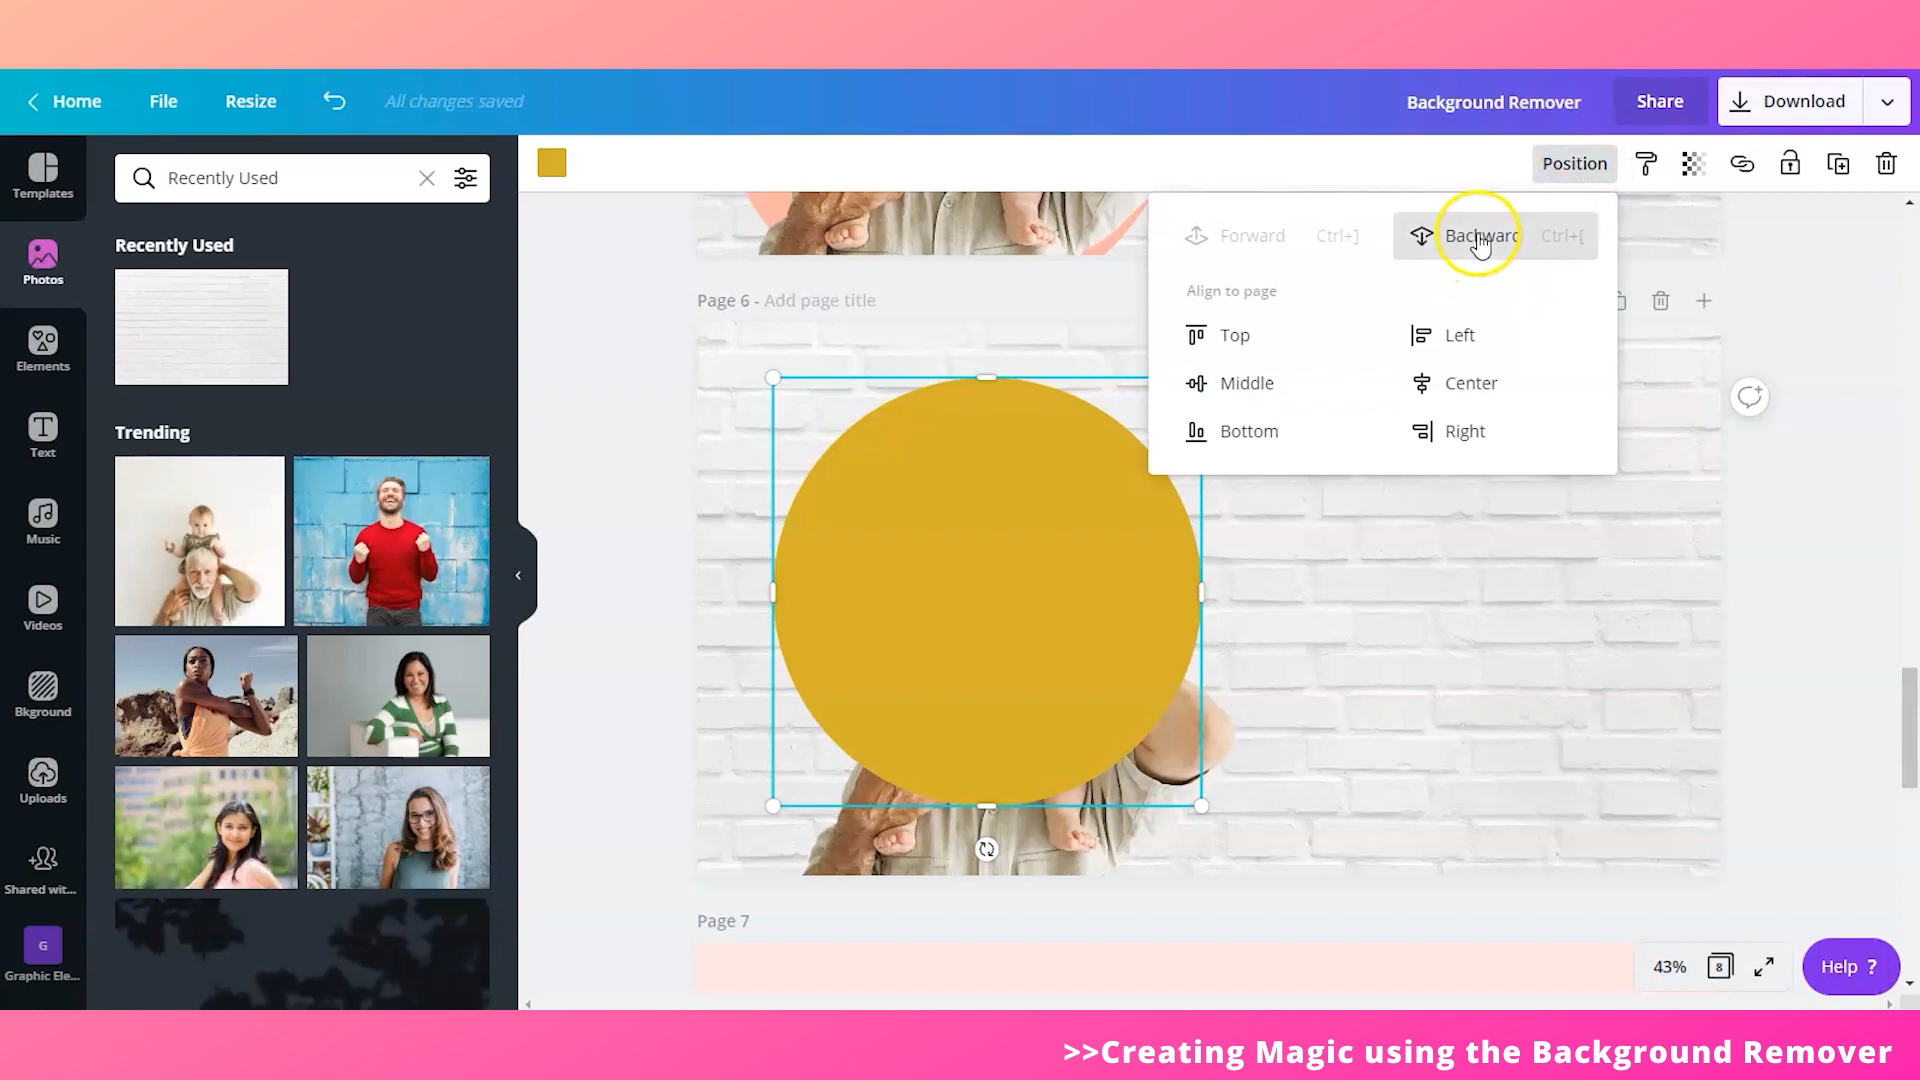 Home
File
Resize
All changes saved
Background Remover
Share
Download
Templates
Photos
Elements
Text
Music
Videos
Bkground
Uploads
Shared wit...
G
Graphic Ele...
Recently Used
Recently Used
Trending
Position
Forward Ctrl+]
Backward Ctrl+[
Align to page
Top
Left
Middle
Center
Bottom
Right
Page 6 - Add page title
Page 7
43%
8
Help ?
>>Creating Magic using the Background Remover